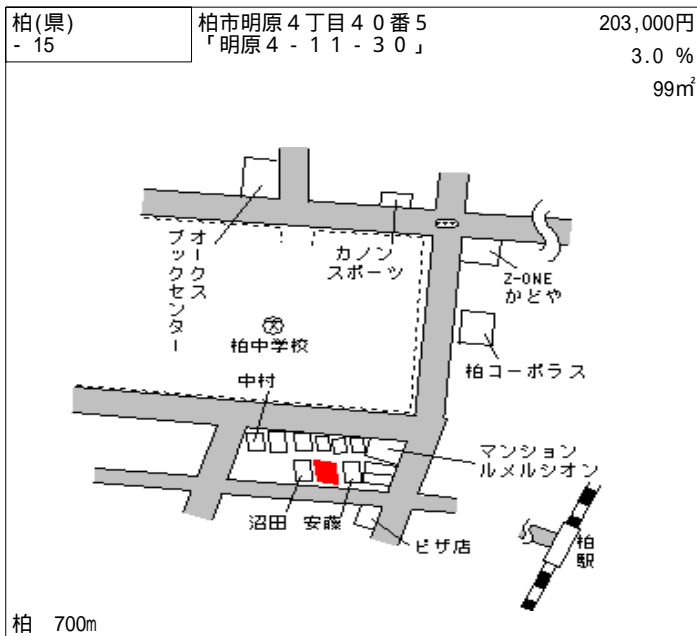 柏(県)
- 15
柏市明原４丁目４０番５
「明原４-１１-３０」
203,000円
3.0 %
99㎡
オークス
ブックセンター
カノン
スポーツ
Z-ONE
かどや
文
柏中学校
柏コーポラス
中村
マンション
ルメルシオン
沼田
安藤
ピザ店
柏駅
柏 700m